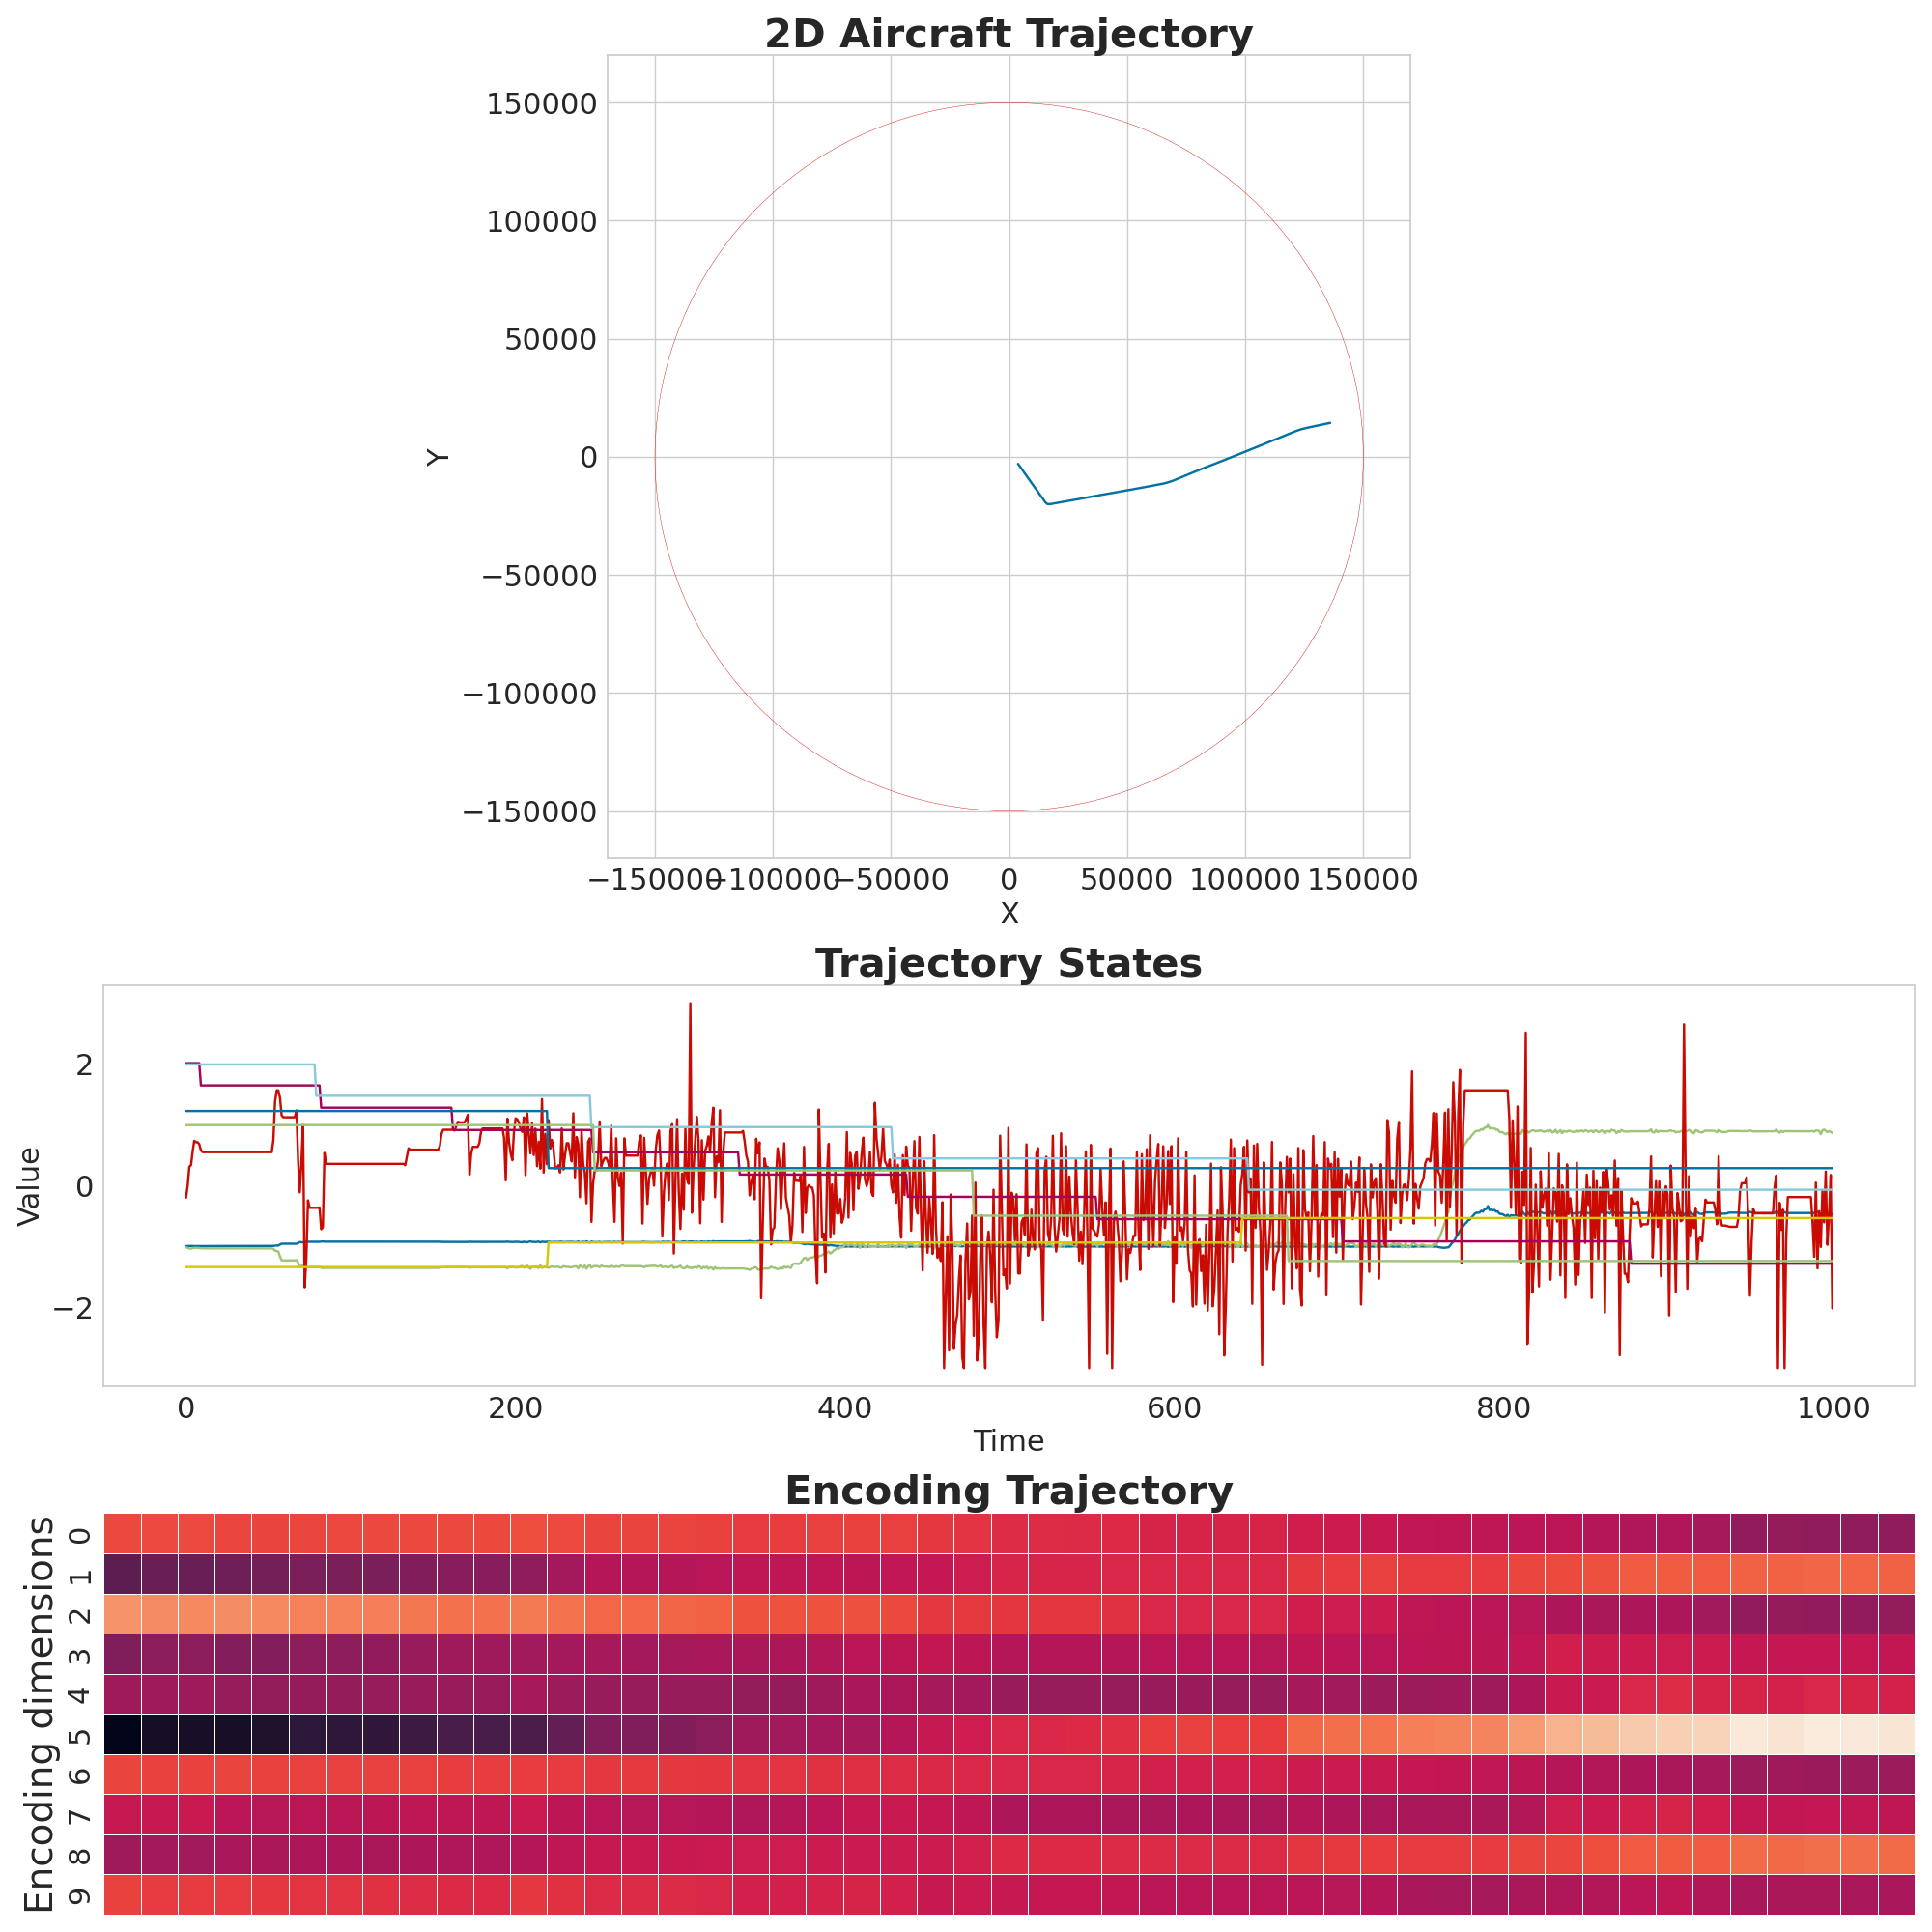 2D Aircraft Trajectory
150000
100000
50000
0
−50000
−100000
−150000
Y
−150000 −100000 −50000 0 50000 100000 150000
X
Trajectory States
2
0
−2
Value
0 200 400 600 800 1000
Time
Encoding Trajectory
Encoding dimensions
0
1
2
3
4
5
6
7
8
9